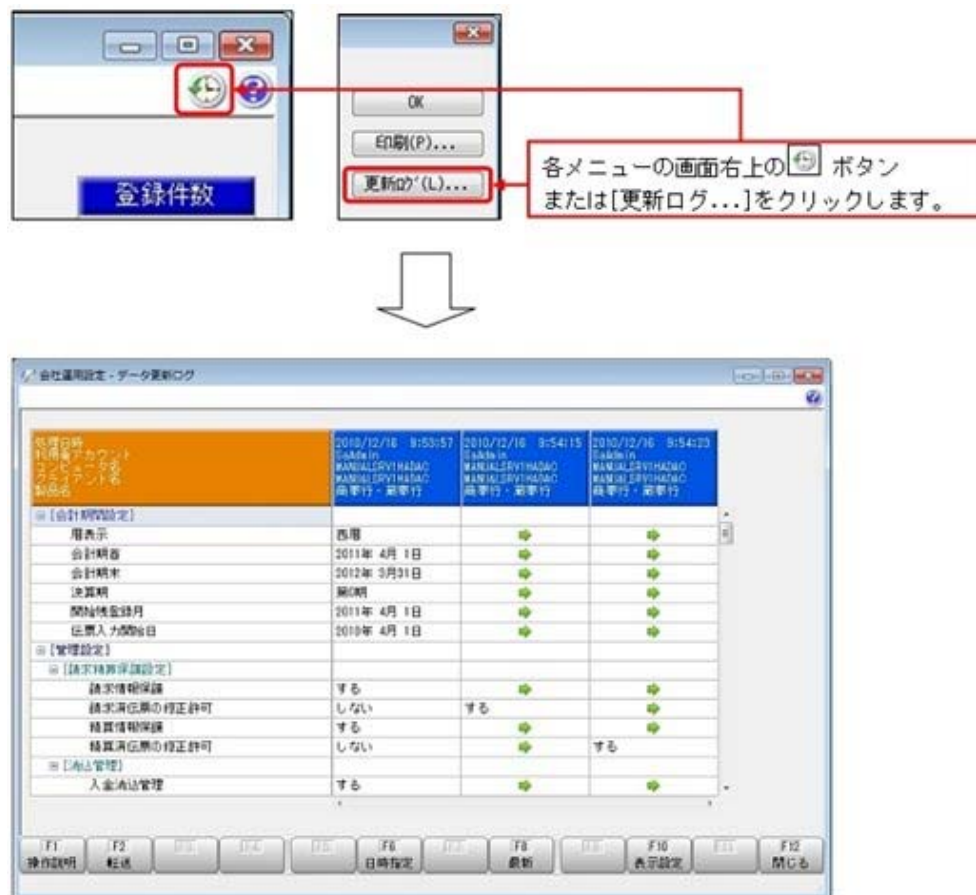 登録件数
OK
印刷(P)...
更新ﾛｸﾞ(L)...
各メニューの画面右上の ボタン
または[更新ログ...]をクリックします。
会社運用設定 - データ更新ログ
処理日時 2010/12/16 9:53:57 2010/12/16 9:54:15 2010/12/16 9:54:23
利用者アカウント SaAdmin SaAdmin SaAdmin
コンピュータ名
クライアント名
製品名 商奉行・蔵奉行 商奉行・蔵奉行 商奉行・蔵奉行
[会計期間設定]
暦表示 西暦
会計期首 2011年 4月 1日
会計期末 2012年 3月31日
決算期 第0期
開始残登録月 2011年 4月 1日
伝票入力開始日 2010年 4月 1日
[管理設定]
[請求精算保護設定]
請求情報保護 する
請求済伝票の修正許可 しない する
精算情報保護 する
精算済伝票の修正許可 しない する
[消込管理]
入金消込管理 する
F1 F2 F6 F8 F10 F12
操作説明 転送 日時指定 最新 表示設定 閉じる